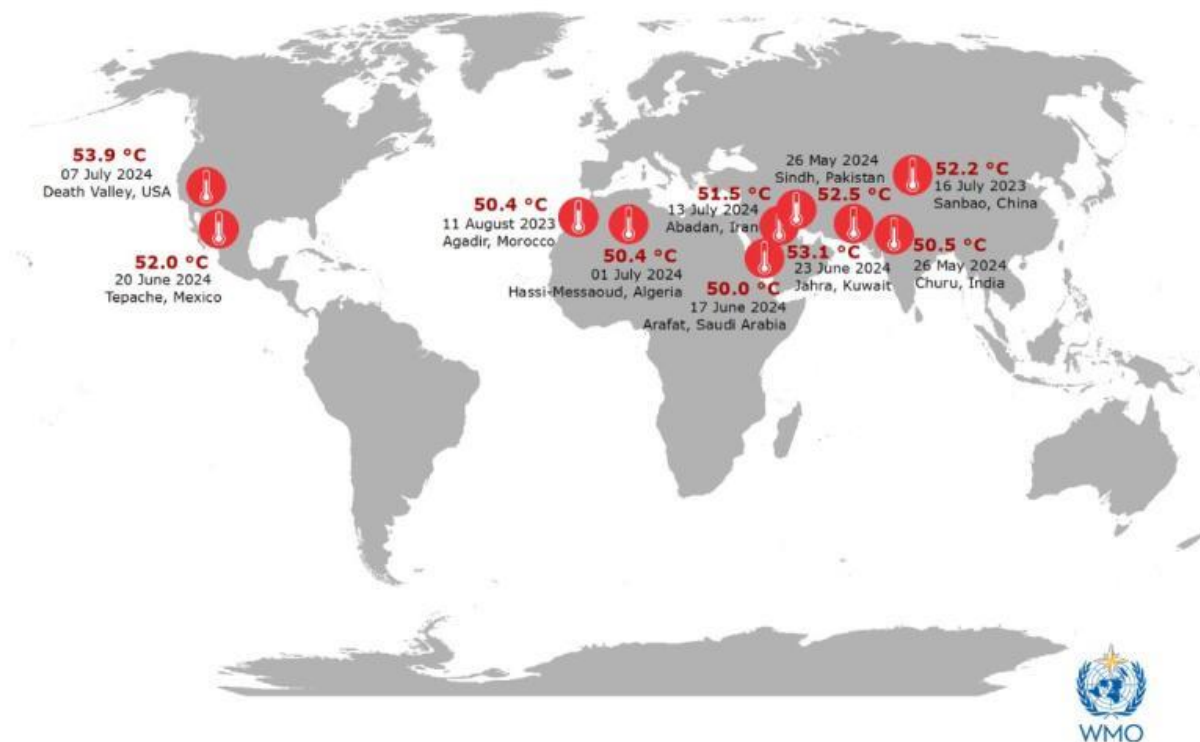 53.9 °C
07 July 2024
Death Valley, USA
52.0 °C
20 June 2024
Tepache, Mexico
50.4 °C
11 August 2023
Agadir, Morocco
50.4 °C
01 July 2024
Hassi-Messaoud, Algeria
51.5 °C
13 July 2024
Abadan, Iran
50.0 °C
17 June 2024
Arafat, Saudi Arabia
53.1 °C
23 June 2024
Jahra, Kuwait
26 May 2024
Sindh, Pakistan
52.5 °C
52.2 °C
16 July 2023
Sanbao, China
50.5 °C
26 May 2024
Churu, India
WMO